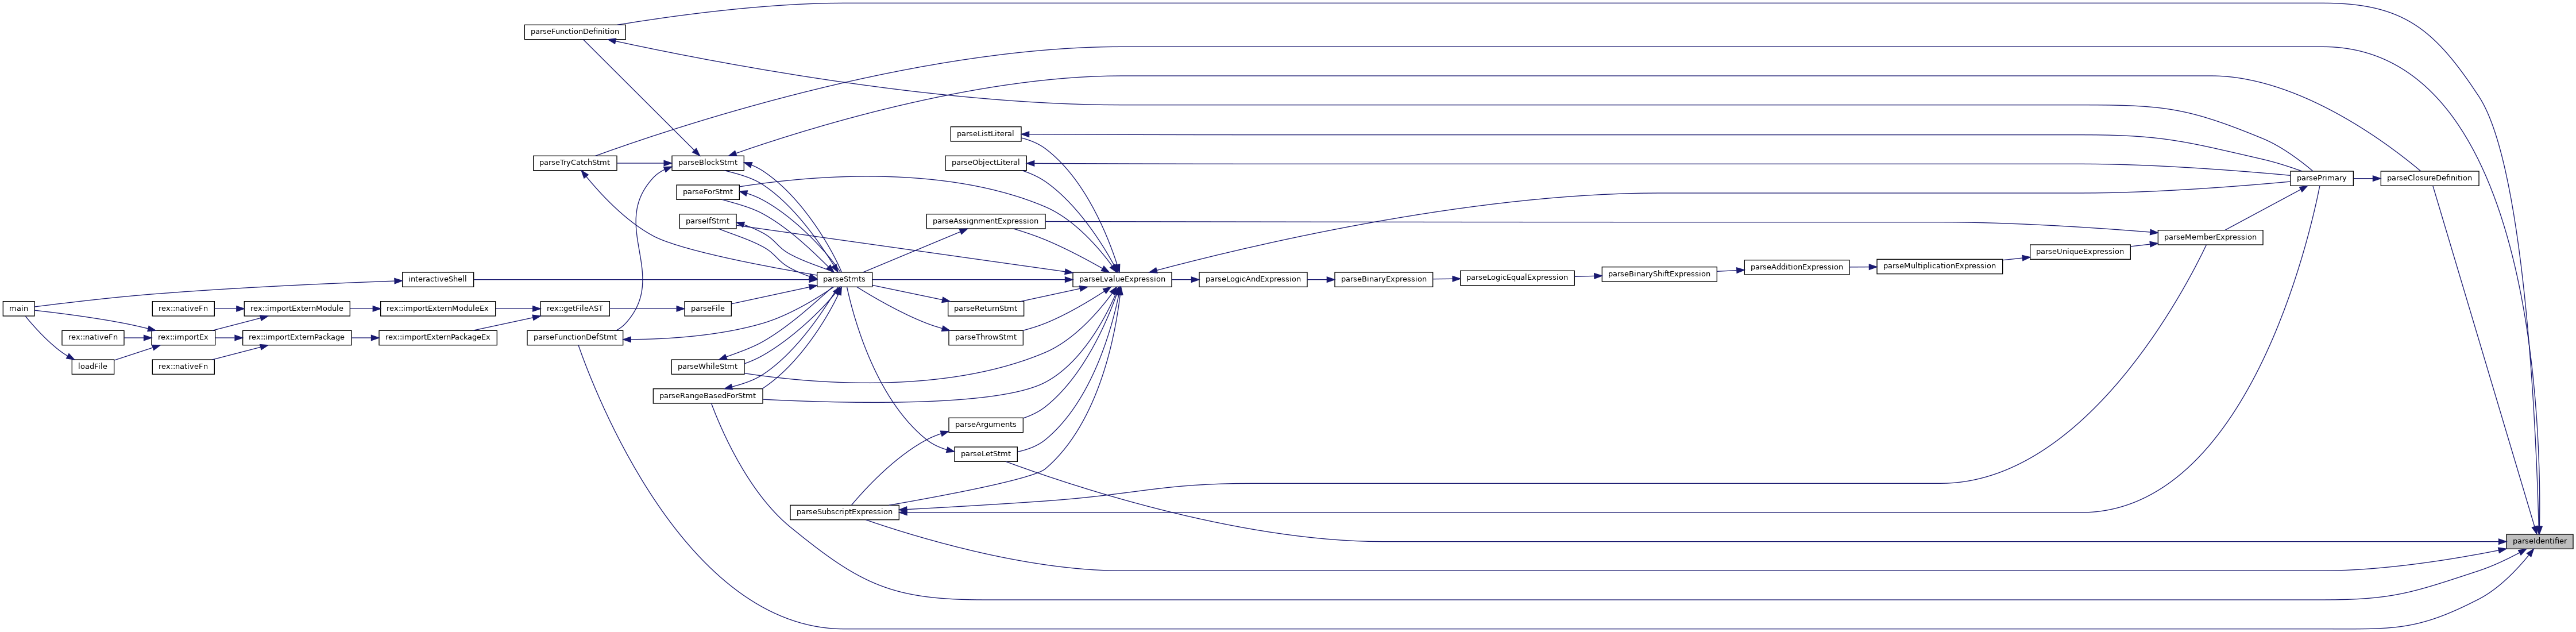 parseFunctionDefinition
parseListLiteral
parseTryCatchStmt
parseBlockStmt
parseObjectLiteral
parsePrimary
parseClosureDefinition
parseForStmt
parseIfStmt
parseAssignmentExpression
parseMemberExpression
parseUniqueExpression
interactiveShell
parseStmts
parseLvalueExpression
parseLogicAndExpression
parseBinaryExpression
parseLogicEqualExpression
parseBinaryShiftExpression
parseAdditionExpression
parseMultiplicationExpression
main
rex::nativeFn
rex::importExternModule
rex::importExternModuleEx
rex::getFileAST
parseFile
parseReturnStmt
rex::nativeFn
rex::importEx
rex::importExternPackage
rex::importExternPackageEx
parseFunctionDefStmt
parseThrowStmt
loadFile
rex::nativeFn
parseWhileStmt
parseRangeBasedForStmt
parseArguments
parseLetStmt
parseSubscriptExpression
parseIdentifier